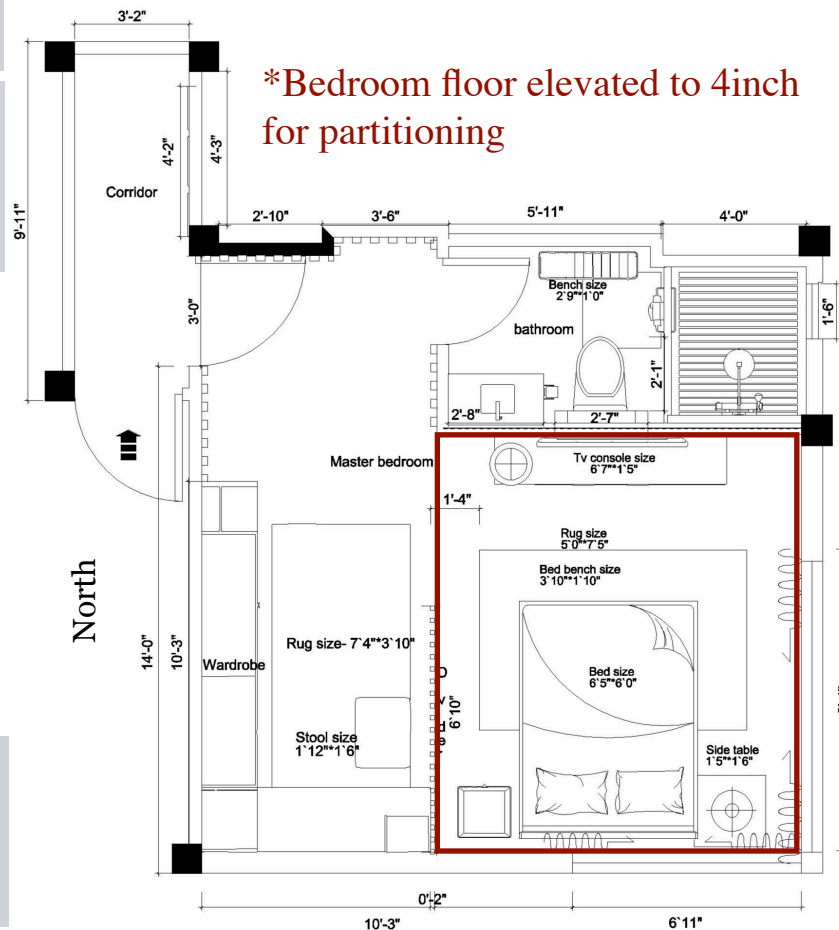 3'-2"
*Bedroom floor elevated to 4inch
for partitioning
4'-2"
4'-3"
Corridor
9'-11"
2'-10"
3'-6"
5'-11"
4'-0"
Bench size
2`9"*1`0"
1'-6"
3'-0"
bathroom
2'-1"
2'-8"
2'-7"
Master bedroom
Tv console size
6`7"*1`5"
1'-4"
Rug size
5`0"*7`5"
Bed bench size
3`10"*1`10"
North
14'-0"
10'-3"
Wardrobe
Rug size- 7`4"*3`10"
6`10"
Bed size
6`5"*6`0"
Stool size
1`12"*1`6"
Side table
1`5"*1`6"
0'-2"
10'-3"
6`11"